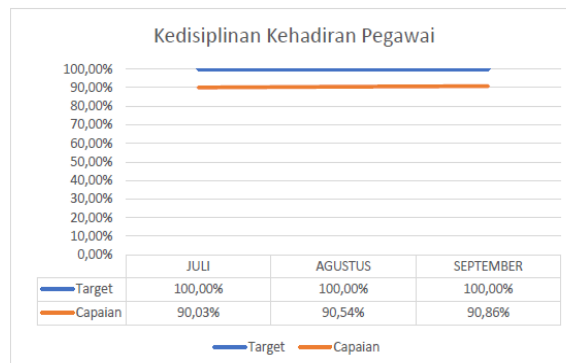 Kedisiplinan Kehadiran Pegawai
100,00%
90,00%
80,00%
70,00%
60,00%
50,00%
40,00%
30,00%
20,00%
10,00%
0,00%
JULI AGUSTUS SEPTEMBER
Target 100,00% 100,00% 100,00%
Capaian 90,03% 90,54% 90,86%
Target Capaian